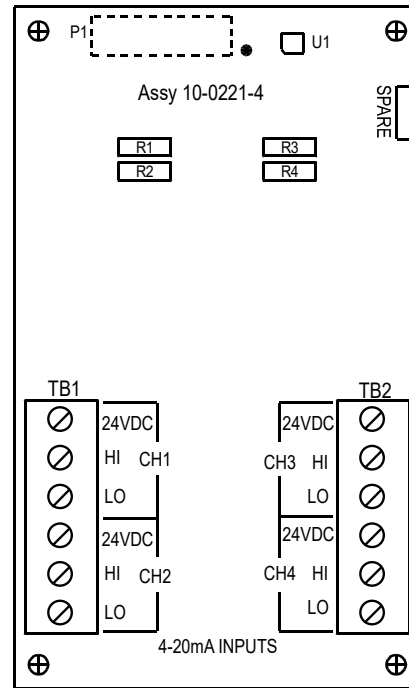 P1
U1
Assy 10-0221-4
SPARE
R1
R3
R2
R4
TB1
TB2
24VDC
24VDC
HI
CH1
CH3
HI
LO
LO
24VDC
24VDC
HI
CH2
CH4
HI
LO
LO
4-20mA INPUTS